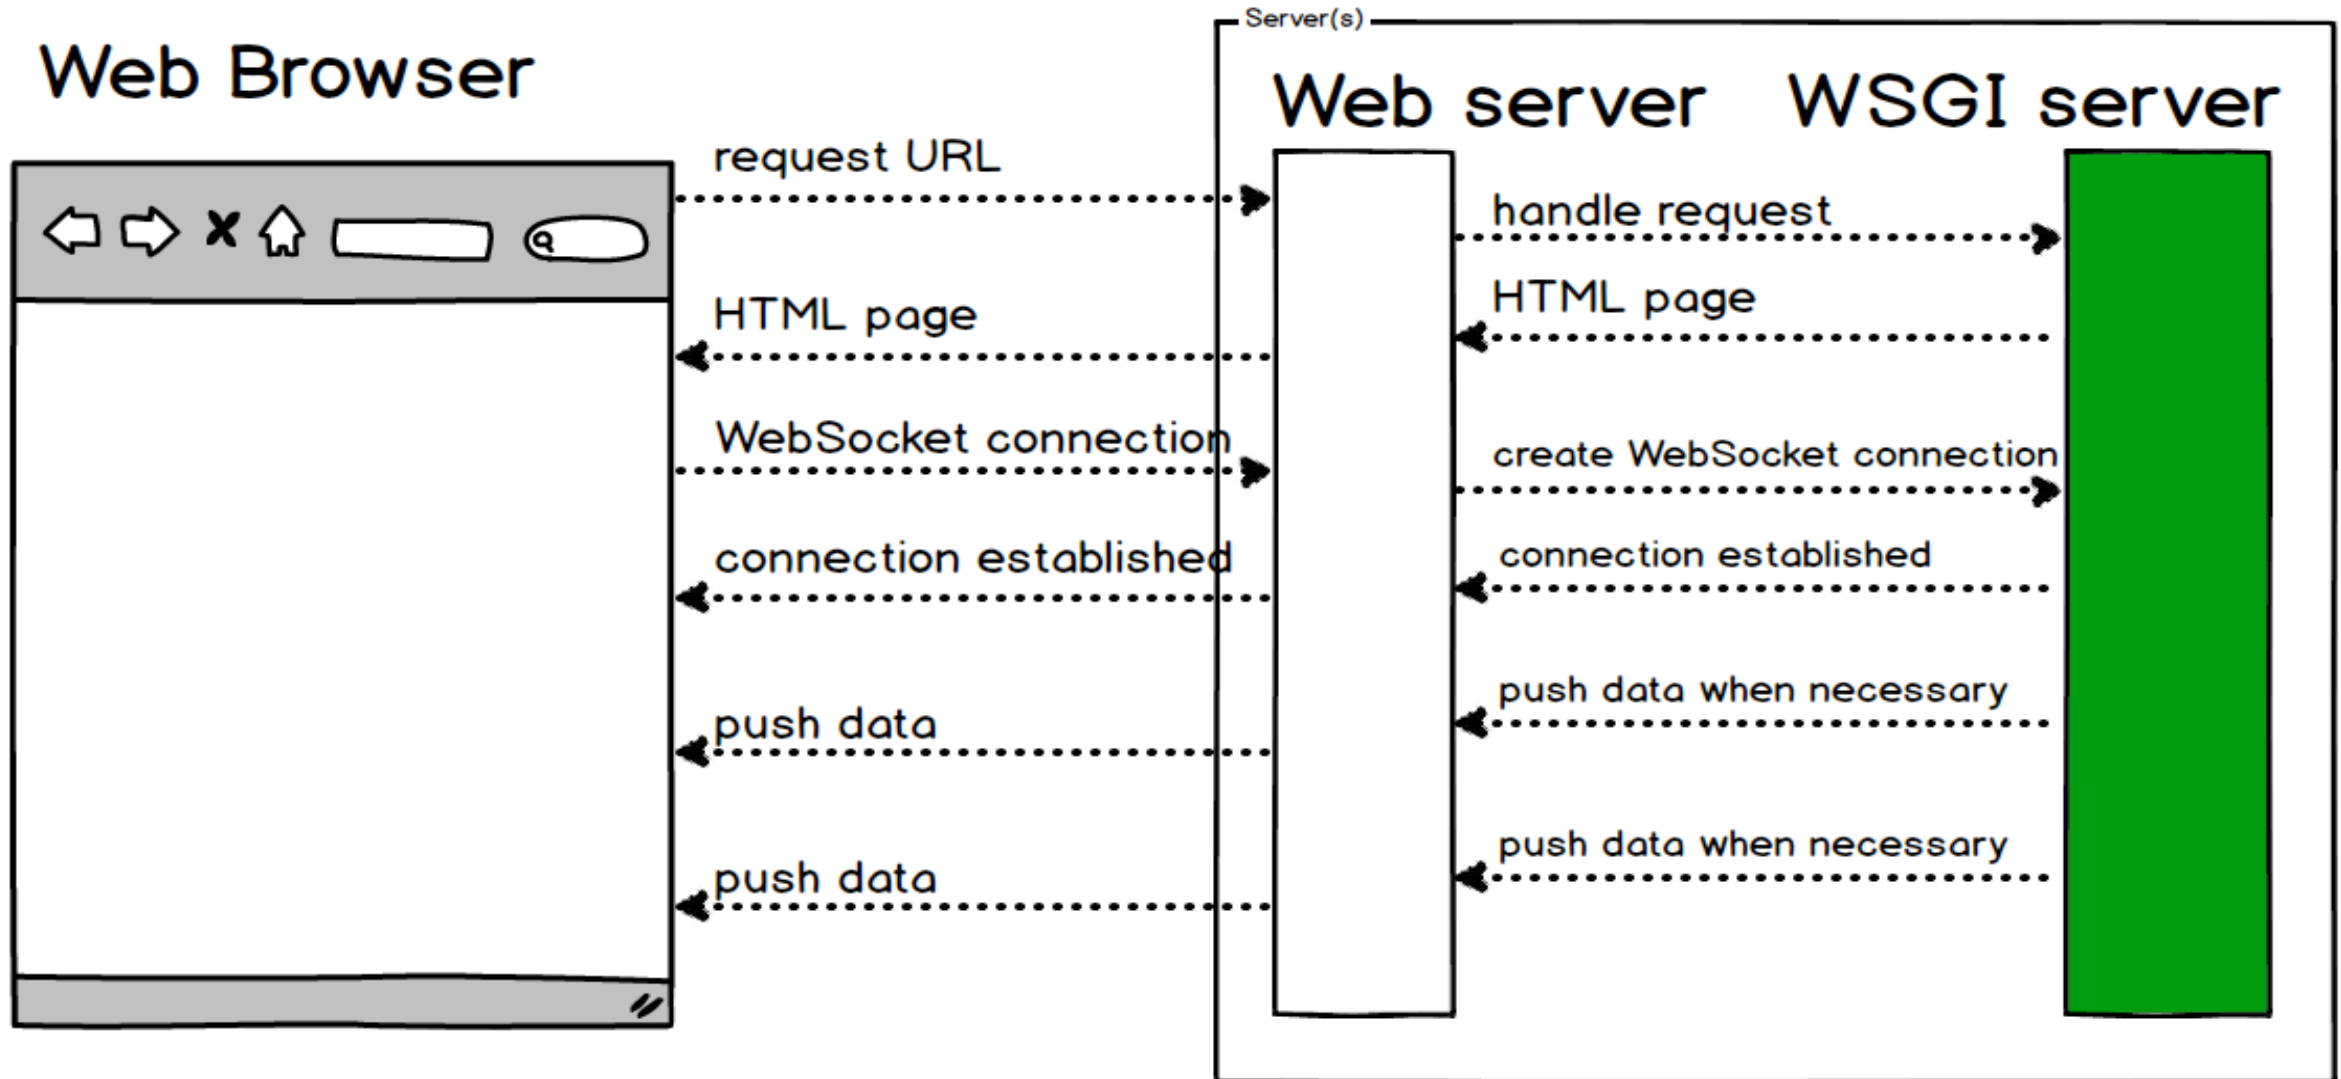 Server(s)
Web Browser
Web server
WSGI server
request URL
handle request
HTML page
HTML page
WebSocket connection
create WebSocket connection
connection established
connection established
push data
push data when necessary
push data
push data when necessary